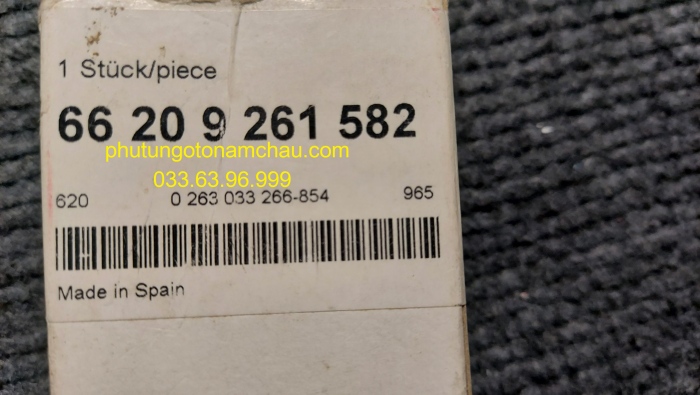 1 Stück/piece
66 20 9 261 582
phutungotonamchau.com
033.63.96.999
620 0 263 033 266-854 965
Made in Spain